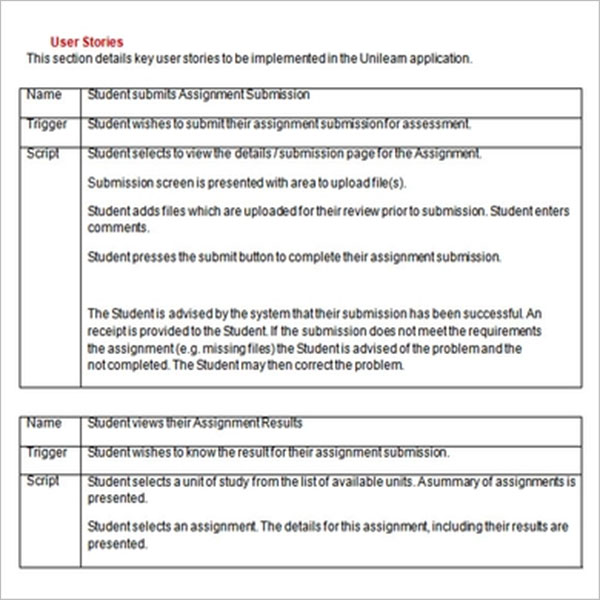 User Stories
This section details key user stories to be implemented in the Unilearn application.
Name Student submits Assignment Submission
Trigger Student wishes to submit their assignment submission for assessment.
Script Student selects to view the details / submission page for the Assignment.
Submission screen is presented with area to upload file(s).
Student adds files which are uploaded for their review prior to submission. Student enters
comments.
Student presses the submit button to complete their assignment submission.
The Student is advised by the system that their submission has been successful. An
receipt is provided to the Student. If the submission does not meet the requirements
the assignment (e.g. missing files) the Student is advised of the problem and the
not completed. The Student may then correct the problem.
Name Student views their Assignment Results
Trigger Student wishes to know the result for their assignment submission.
Script Student selects a unit of study from the list of available units. A summary of assignments is
presented.
Student selects an assignment. The details for this assignment, including their results are
presented.